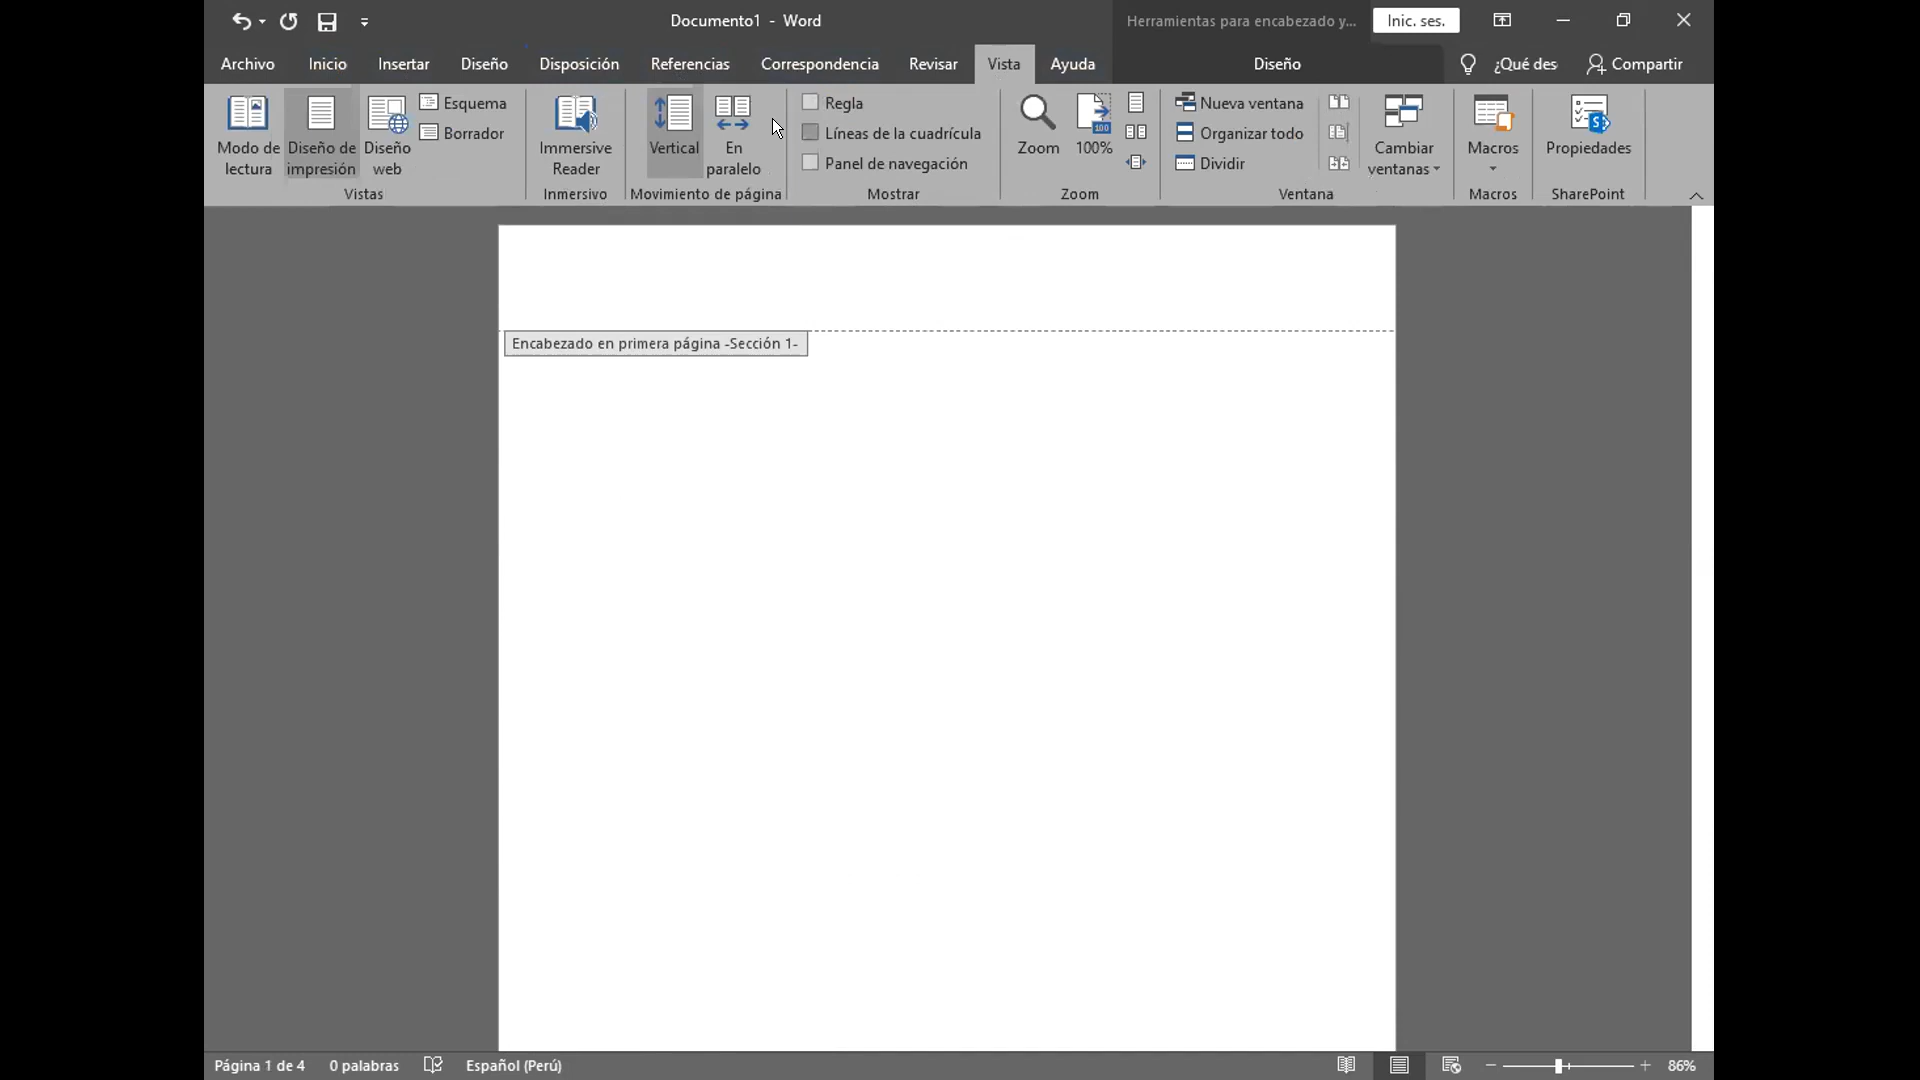 Documento1 - Word
Herramientas para encabezado y...
Inic. ses.
Archivo
Inicio
Insertar
Diseño
Disposición
Referencias
Correspondencia
Revisar
Vista
Ayuda
Diseño
¿Qué des
Compartir
Modo de
lectura
Diseño de
impresión
Diseño
web
Esquema
Borrador
Vistas
Immersive
Reader
Inmersivo
Vertical
En
paralelo
Movimiento de página
Regla
Líneas de la cuadrícula
Panel de navegación
Mostrar
Zoom
100
100%
Zoom
Nueva ventana
Organizar todo
Dividir
Cambiar
ventanas
Ventana
Macros
Macros
S
Propiedades
SharePoint
Encabezado en primera página -Sección 1-
Página 1 de 4
0 palabras
Español (Perú)
86%